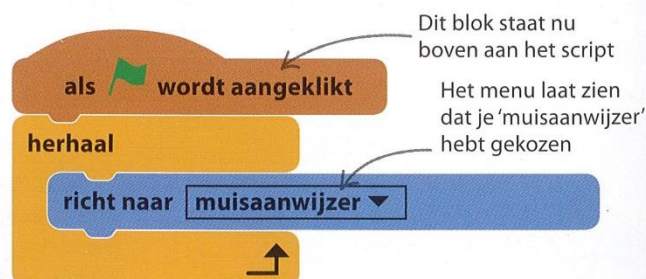 Dit blok staat nu
boven aan het script
als wordt aangeklikt
Het menu laat zien
dat je 'muisaanwijzer'
hebt gekozen
herhaal
richt naar muisaanwijzer